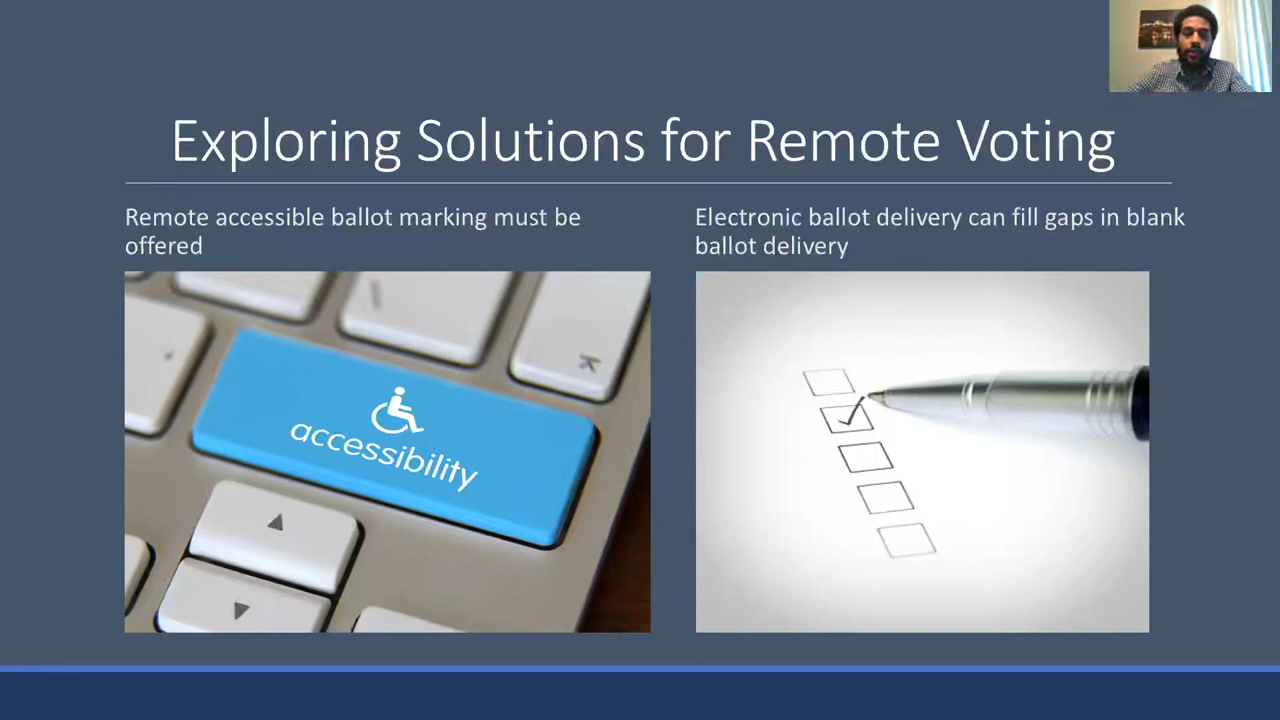 Exploring Solutions for Remote Voting
Remote accessible ballot marking must be
offered
Electronic ballot delivery can fill gaps in blank
ballot delivery
accessibility